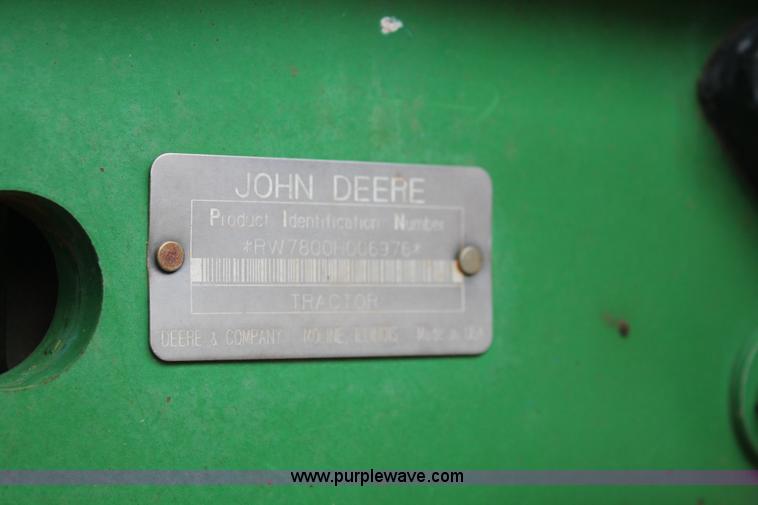 JOHN DEERE
Product Identification Number
*RW7800H006976*
TRACTOR
DEERE & COMPANY MOLINE, ILLINOIS Made in USA
www.purplewave.com